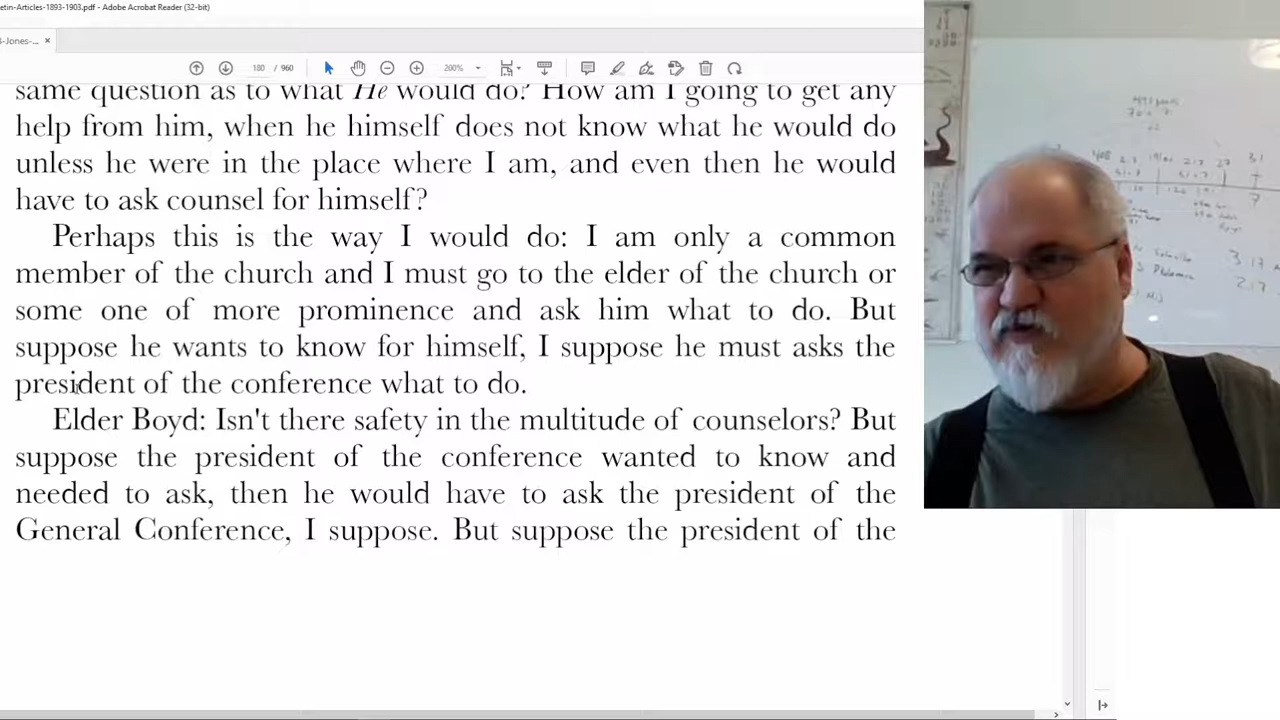 etin-Articles-1893-1903.pdf - Adobe Acrobat Reader (32-bit)
-Jones-... ×
180 / 960
200%
same question as to what He would do? How am I going to get any
help from him, when he himself does not know what he would do
unless he were in the place where I am, and even then he would
have to ask counsel for himself?
Perhaps this is the way I would do: I am only a common
member of the church and I must go to the elder of the church or
some one of more prominence and ask him what to do. But
suppose he wants to know for himself, I suppose he must asks the
president of the conference what to do.
Elder Boyd: Isn't there safety in the multitude of counselors? But
suppose the president of the conference wanted to know and
needed to ask, then he would have to ask the president of the
General Conference, I suppose. But suppose the president of the